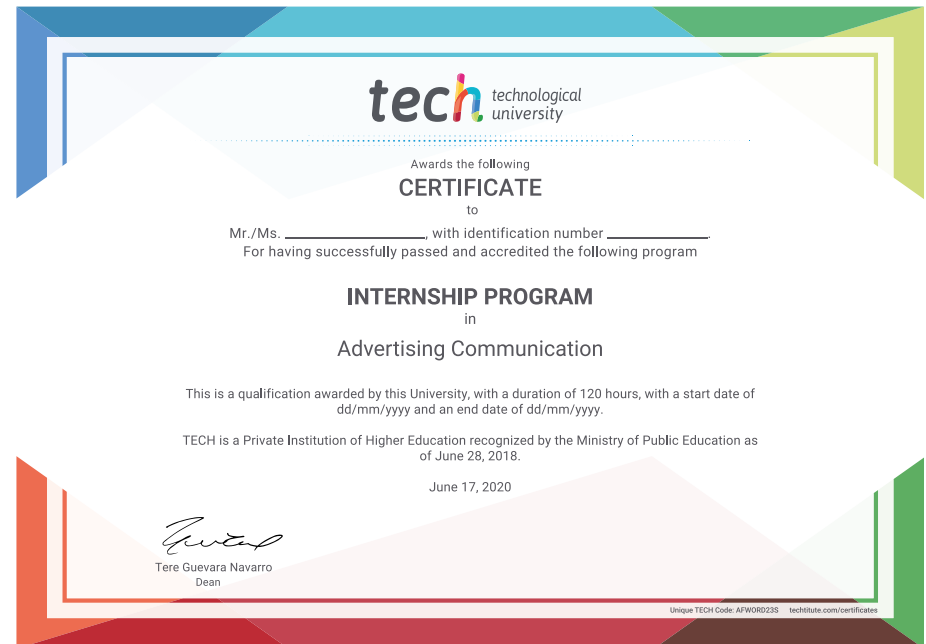 tech technological
university
Awards the following
CERTIFICATE
to
Mr./Ms. ____________________, with identification number ______________.
For having successfully passed and accredited the following program
INTERNSHIP PROGRAM
in
Advertising Communication
This is a qualification awarded by this University, with a duration of 120 hours, with a start date of
dd/mm/yyyy and an end date of dd/mm/yyyy.
TECH is a Private Institution of Higher Education recognized by the Ministry of Public Education as
of June 28, 2018.
June 17, 2020
Tere Guevara Navarro
Dean
Unique TECH Code: AFWORD23S techtitute.com/certificates